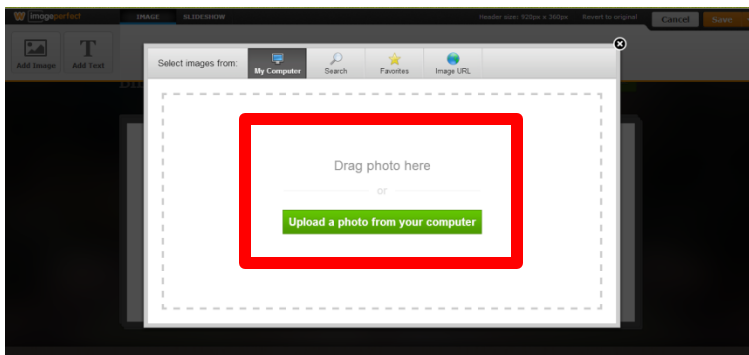 imageperfect
IMAGE SLIDESHOW
Header size: 920px x 360px Revert to original
Cancel Save
Add Image Add Text
Select images from:
My Computer Search Favorites Image URL
Drag photo here
or
Upload a photo from your computer